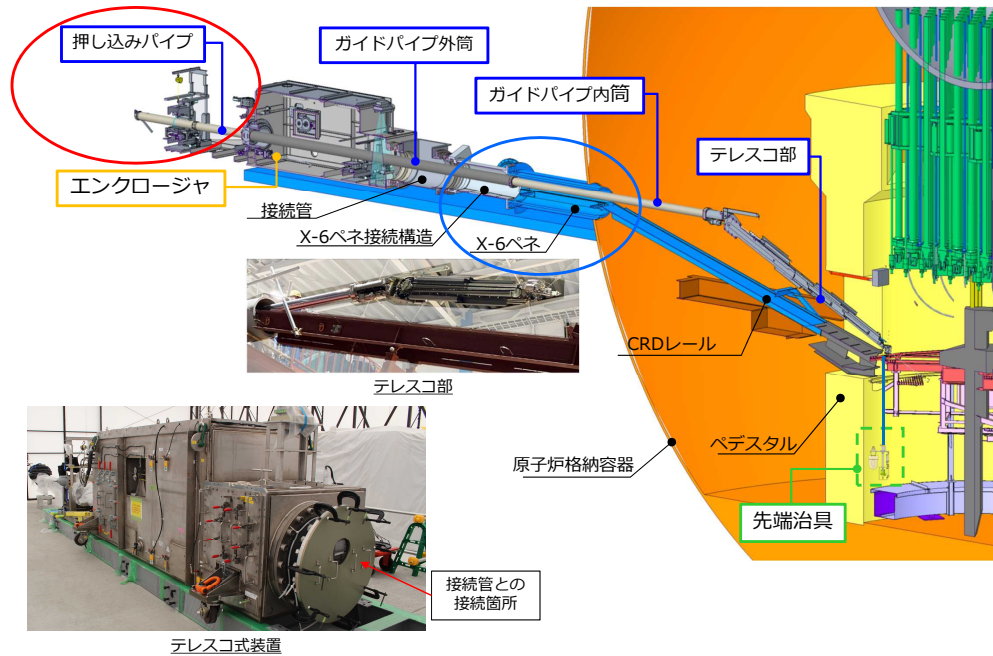 押し込みパイプ
ガイドパイプ外筒
ガイドパイプ内筒
テレスコ部
エンクロージャ
接続管
X-6ペネ接続構造
X-6ペネ
CRDレール
テレスコ部
ペデスタル
原子炉格納容器
先端治具
接続管との
接続箇所
テレスコ式装置